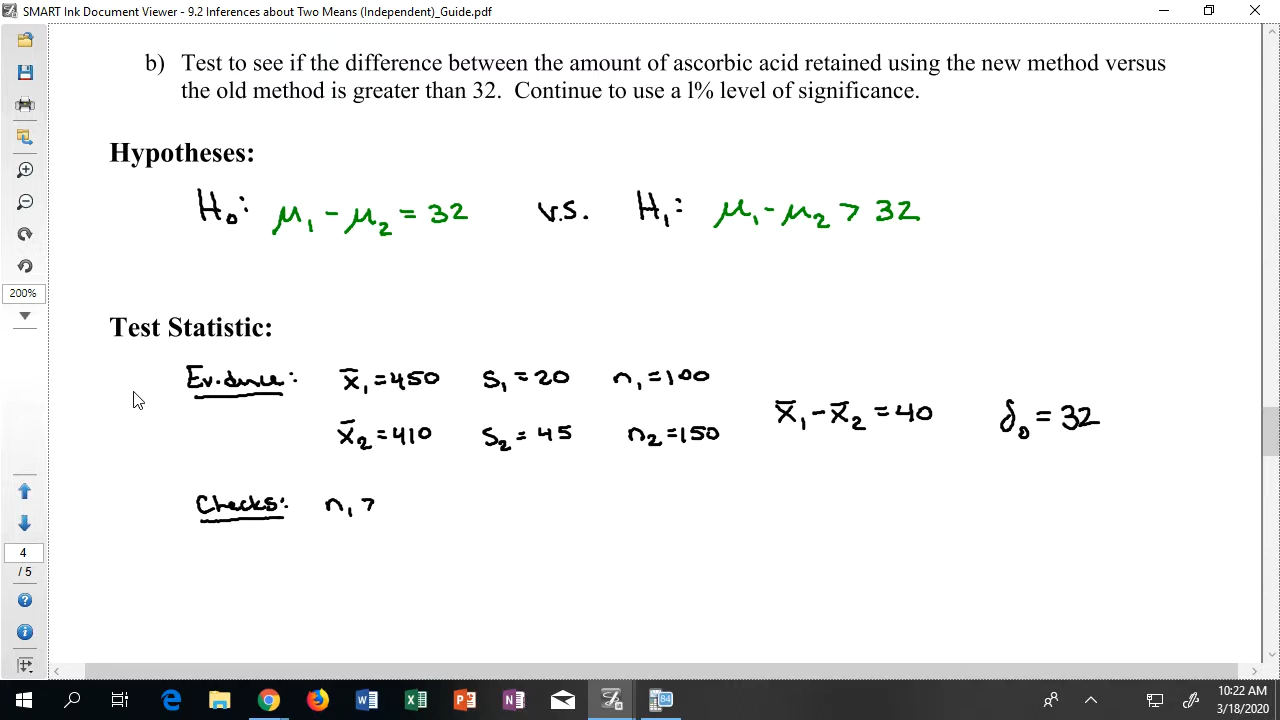 SMART Ink Document Viewer - 9.2 Inferences about Two Means (Independent)_Guide.pdf
b) Test to see if the difference between the amount of ascorbic acid retained using the new method versus
the old method is greater than 32. Continue to use a 1% level of significance.
Hypotheses:
H₀: μ₁ - μ₂ = 32 v.s. H₁: μ₁ - μ₂ > 32
200%
Test Statistic:
Evidence: x̄₁ = 450 s₁ = 20 n₁ = 100
x̄₁ - x̄₂ = 40 δ₀ = 32
x̄₂ = 410 s₂ = 45 n₂ = 150
Checks: n₁ >
4
/ 5
84
10:22 AM
3/18/2020